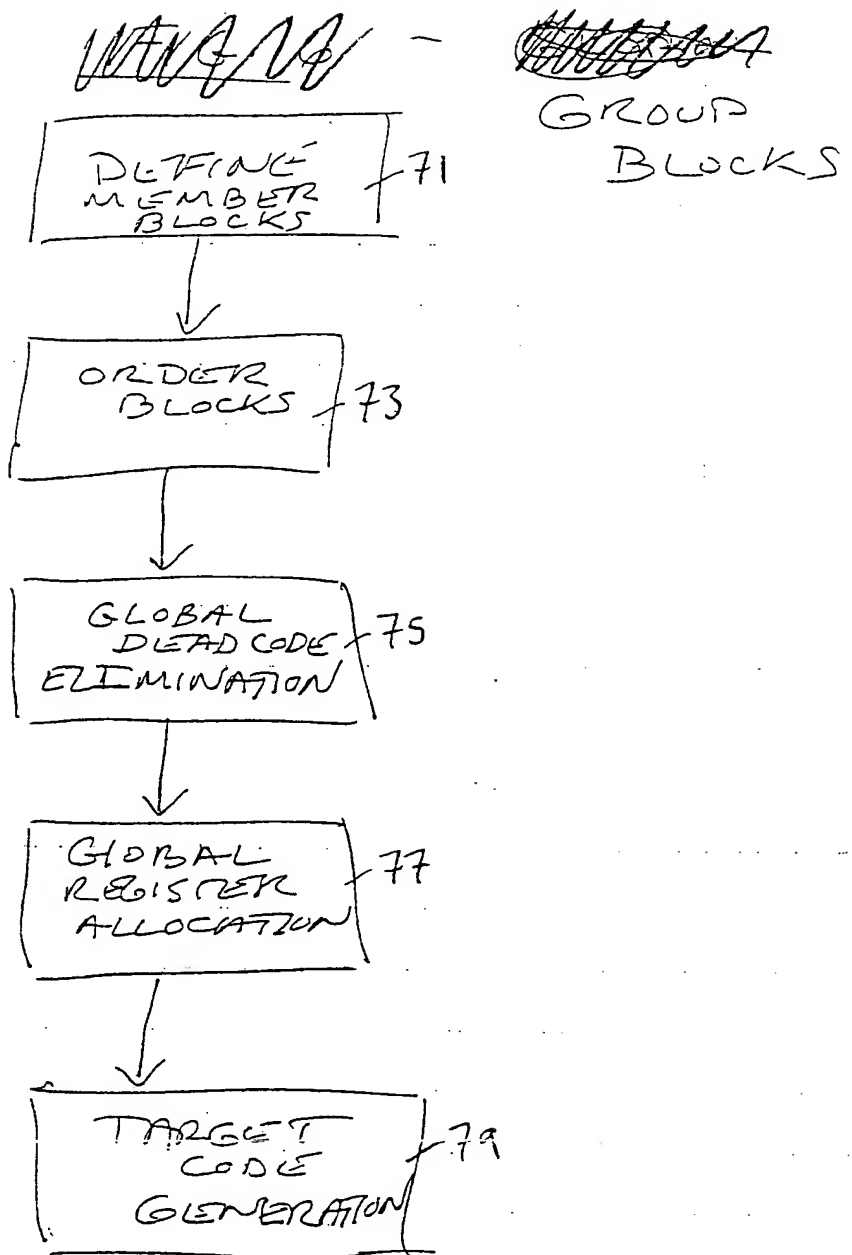 GROUP
BLOCKS
DEFINE
MEMBER
BLOCKS
71
ORDER
BLOCKS
73
GLOBAL
DEAD CODE
ELIMINATION
75
GLOBAL
REGISTER
ALLOCATION
77
TARGET
CODE
GENERATION
79